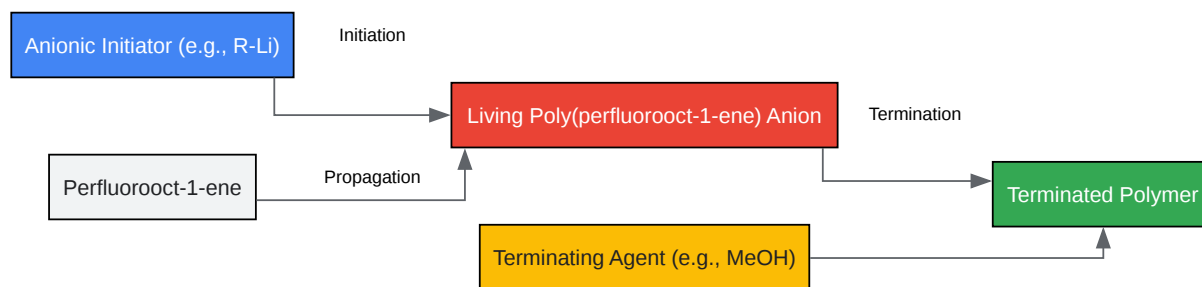 Anionic Initiator (e.g., R-Li)
Initiation
Living Poly(perfluorooct-1-ene) Anion
Termination
Perfluorooct-1-ene
Propagation
Terminated Polymer
Terminating Agent (e.g., MeOH)